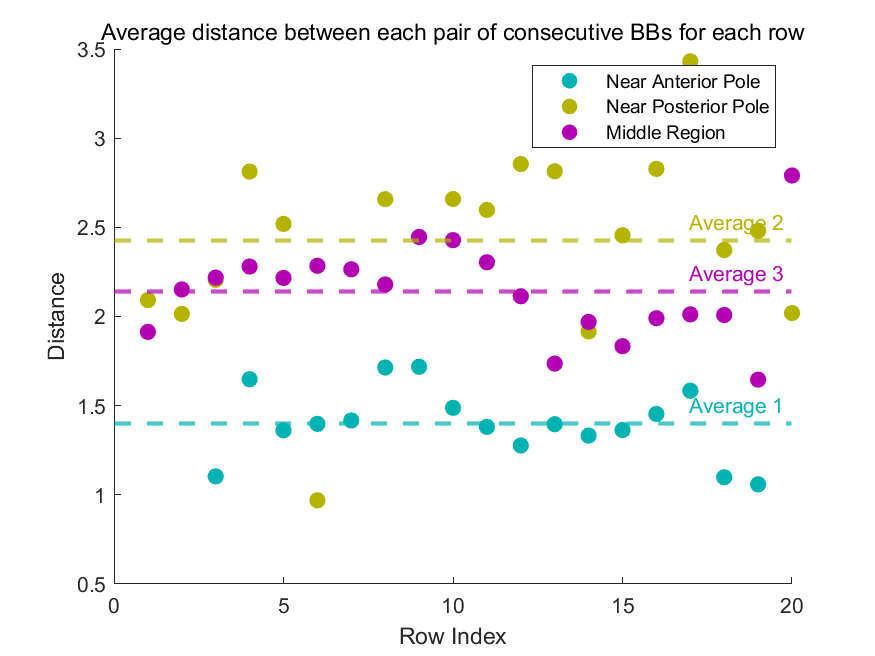 Average distance between each pair of consecutive BBs for each row
3.5
3
2.5
2
1.5
1
0.5
0
5
10
15
20
Distance
Row Index
Near Anterior Pole
Near Posterior Pole
Middle Region
Average 2
Average 3
Average 1